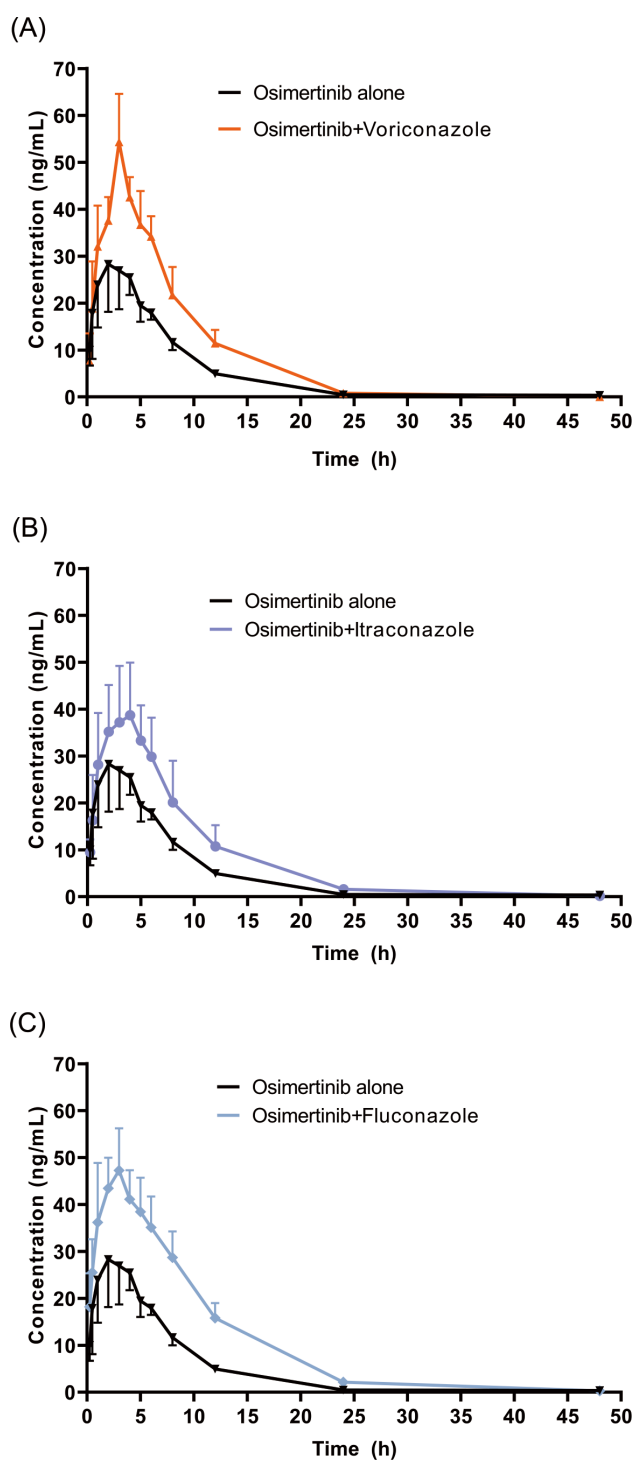 (A)
70
60
50
40
30
20
10
0
Concentration (ng/mL)
Osimertinib alone
Osimertinib+Voriconazole
0 5 10 15 20 25 30 35 40 45 50
Time (h)
(B)
70
60
50
40
30
20
10
0
Concentration (ng/mL)
Osimertinib alone
Osimertinib+Itraconazole
0 5 10 15 20 25 30 35 40 45 50
Time (h)
(C)
70
60
50
40
30
20
10
0
Concentration (ng/mL)
Osimertinib alone
Osimertinib+Fluconazole
0 5 10 15 20 25 30 35 40 45 50
Time (h)